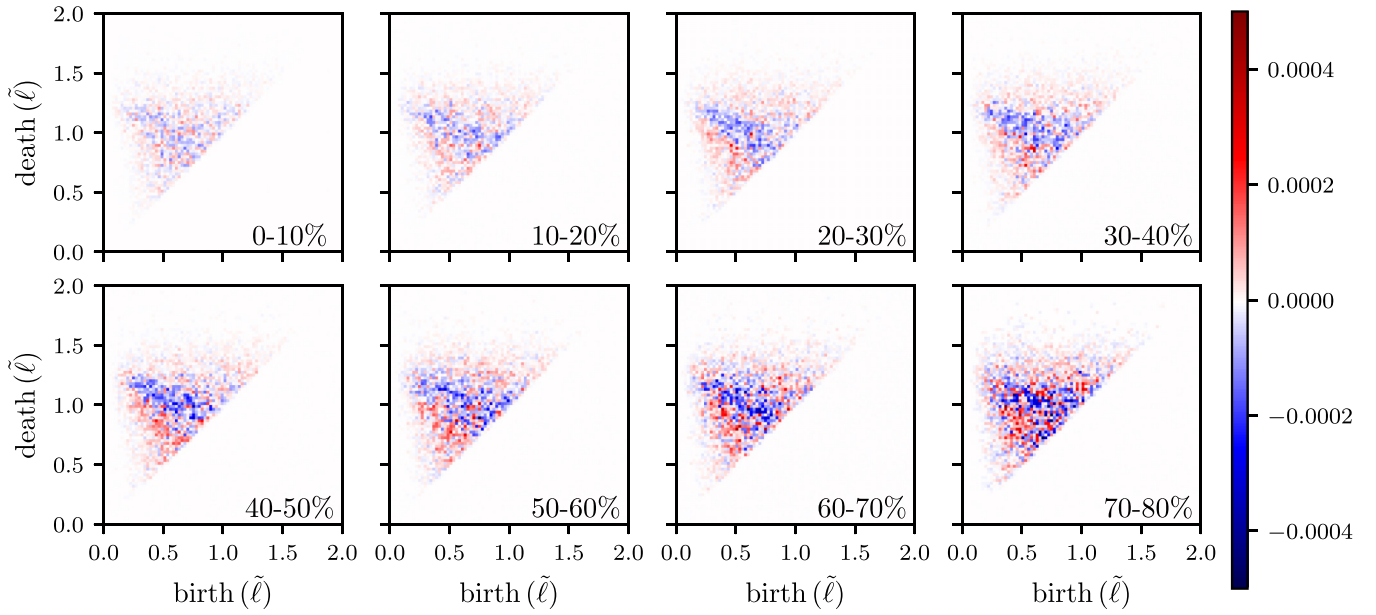 2.0
1.5
1.0
0.5
0.0
death (ℓ̃)
0-10%
10-20%
20-30%
30-40%
2.0
1.5
1.0
0.5
0.0
death (ℓ̃)
40-50%
50-60%
60-70%
70-80%
0.0 0.5 1.0 1.5 2.0
0.0 0.5 1.0 1.5 2.0
0.0 0.5 1.0 1.5 2.0
0.0 0.5 1.0 1.5 2.0
birth (ℓ̃)
birth (ℓ̃)
birth (ℓ̃)
birth (ℓ̃)
0.0004
0.0002
0.0000
−0.0002
−0.0004